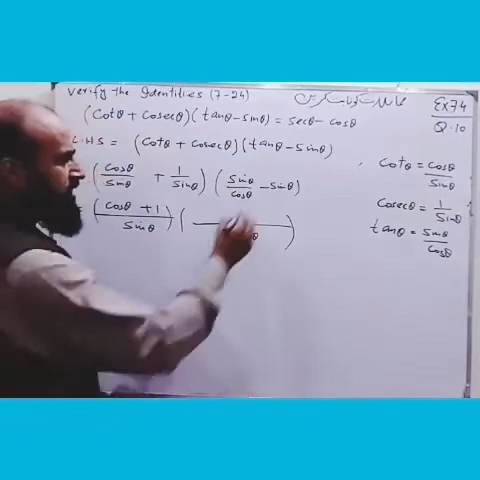 Verify the Identities (7-24)
Ex 7.4
Q.10
(Cotθ + Cosecθ)(tanθ - Sinθ) = Secθ - Cosθ
L.H.S = (Cotθ + Cosecθ)(tanθ - Sinθ)
(Cosθ/Sinθ + 1/Sinθ)(Sinθ/Cosθ - Sinθ)
((Cosθ + 1)/Sinθ)( θ)
, Cotθ = Cosθ/Sinθ
Cosecθ = 1/Sinθ
tanθ = Sinθ/Cosθ